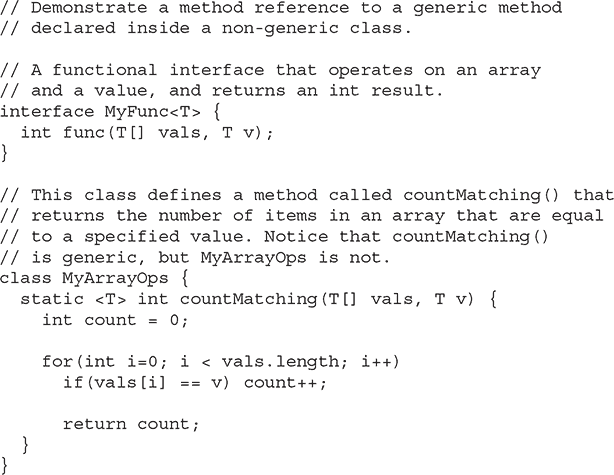 // Demonstrate a method reference to a generic method
// declared inside a non-generic class.

// A functional interface that operates on an array
// and a value, and returns an int result.
interface MyFunc<T> {
  int func(T[] vals, T v);
}

// This class defines a method called countMatching() that
// returns the number of items in an array that are equal
// to a specified value. Notice that countMatching()
// is generic, but MyArrayOps is not.
class MyArrayOps {
  static <T> int countMatching(T[] vals, T v) {
    int count = 0;

    for(int i=0; i < vals.length; i++)
      if(vals[i] == v) count++;

      return count;
  }
}